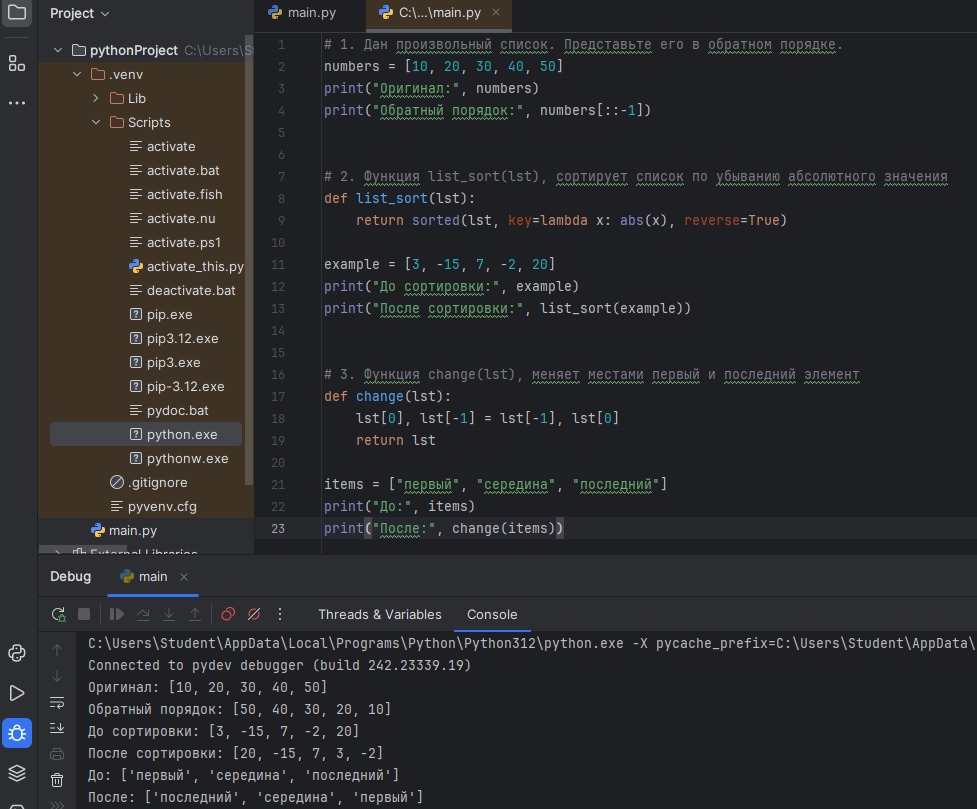 Project
pythonProject C:\Users\S
.venv
Lib
Scripts
activate
activate.bat
activate.fish
activate.nu
activate.ps1
activate_this.py
deactivate.bat
pip.exe
pip3.12.exe
pip3.exe
pip-3.12.exe
pydoc.bat
python.exe
pythonw.exe
.gitignore
pyvenv.cfg
main.py
External Libraries
main.py
C:\...\main.py
1 # 1. Дан произвольный список. Представьте его в обратном порядке.
2 numbers = [10, 20, 30, 40, 50]
3 print("Оригинал:", numbers)
4 print("Обратный порядок:", numbers[::-1])
5
6
7 # 2. Функция list_sort(lst), сортирует список по убыванию абсолютного значения
8 def list_sort(lst):
9     return sorted(lst, key=lambda x: abs(x), reverse=True)
10
11 example = [3, -15, 7, -2, 20]
12 print("До сортировки:", example)
13 print("После сортировки:", list_sort(example))
14
15
16 # 3. Функция change(lst), меняет местами первый и последний элемент
17 def change(lst):
18     lst[0], lst[-1] = lst[-1], lst[0]
19     return lst
20
21 items = ["первый", "середина", "последний"]
22 print("До:", items)
23 print("После:", change(items))
Debug main
Threads & Variables Console
C:\Users\Student\AppData\Local\Programs\Python\Python312\python.exe -X pycache_prefix=C:\Users\Student\AppData\
Connected to pydev debugger (build 242.23339.19)
Оригинал: [10, 20, 30, 40, 50]
Обратный порядок: [50, 40, 30, 20, 10]
До сортировки: [3, -15, 7, -2, 20]
После сортировки: [20, -15, 7, 3, -2]
До: ['первый', 'середина', 'последний']
После: ['последний', 'середина', 'первый']